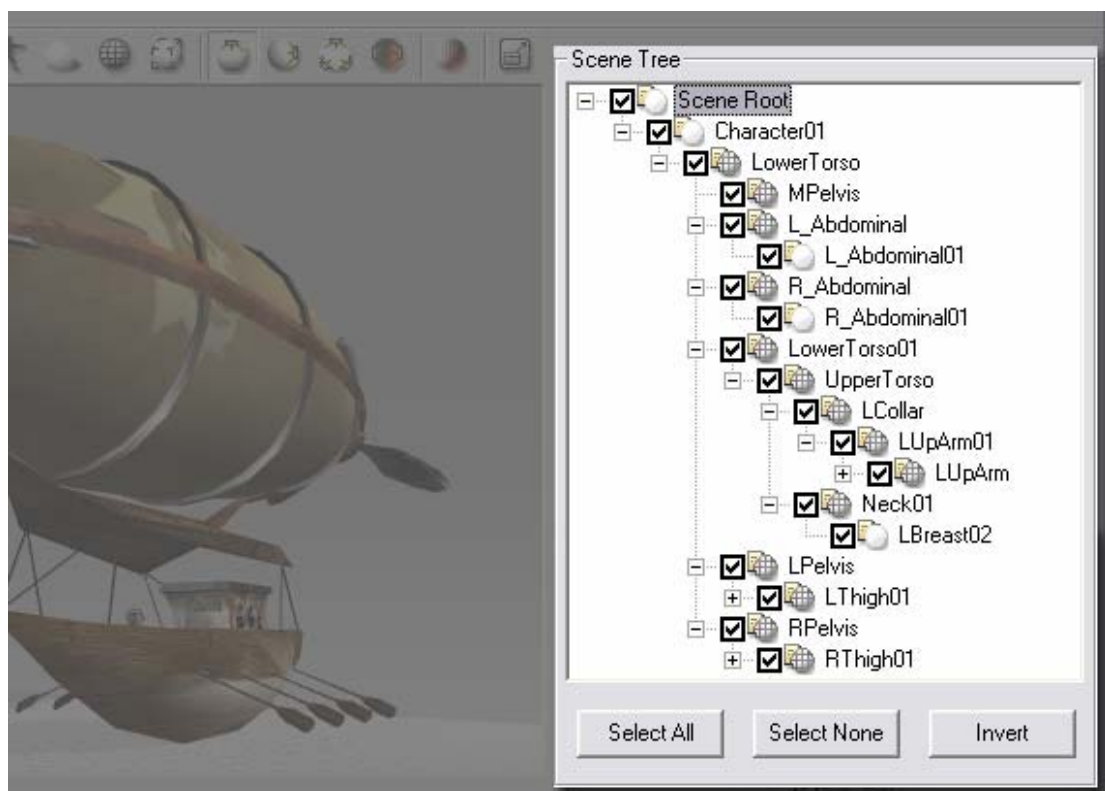 Scene Tree
Scene Root
Character01
LowerTorso
MPelvis
L_Abdominal
L_Abdominal01
R_Abdominal
R_Abdominal01
LowerTorso01
UpperTorso
LCollar
LUpArm01
LUpArm
Neck01
LBreast02
LPelvis
LThigh01
RPelvis
RThigh01
Select All
Select None
Invert